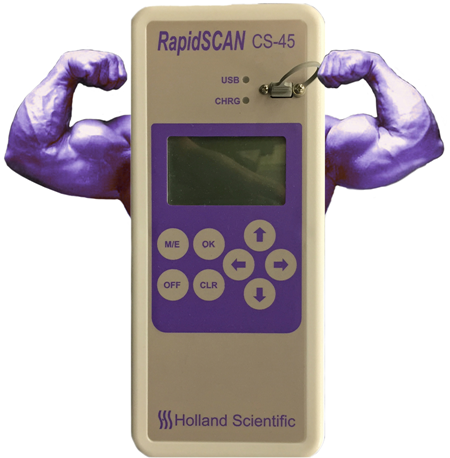 RapidSCAN CS-45
USB
CHRG
M/E
OK
OFF
CLR
Holland Scientific